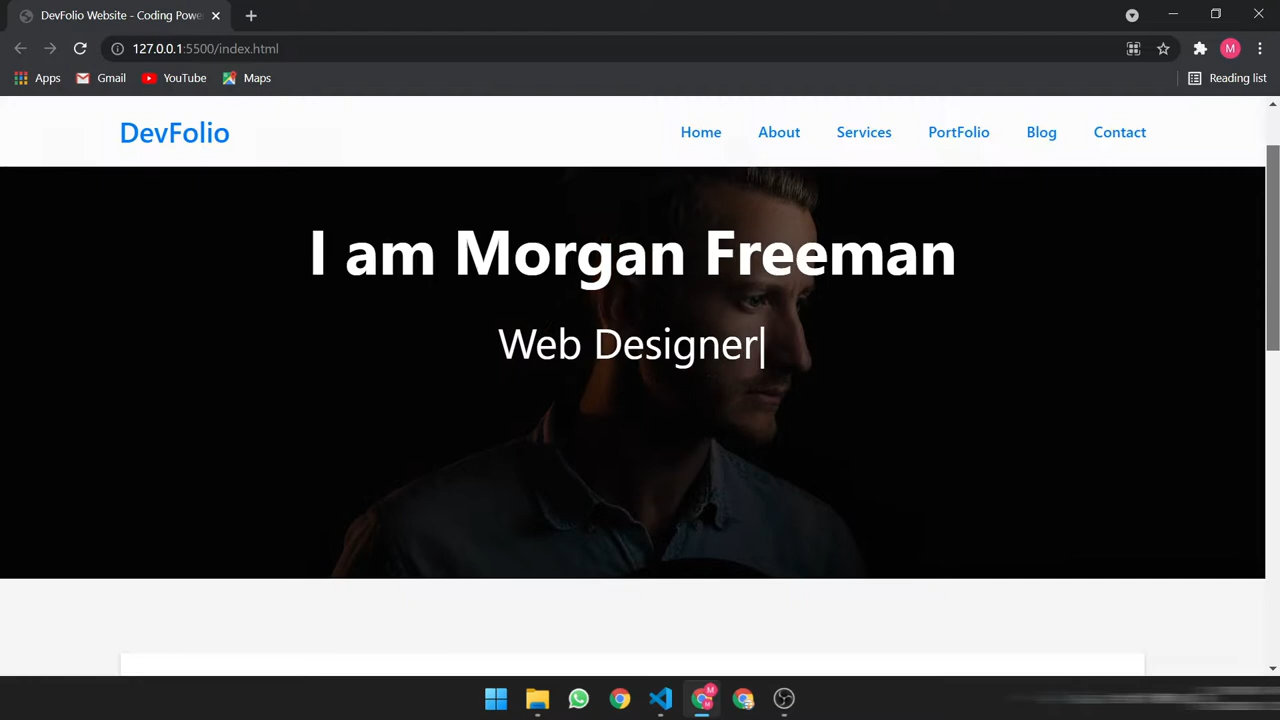 DevFolio Website - Coding Powe
127.0.0.1:5500/index.html
M
Apps
Gmail
YouTube
Maps
Reading list
DevFolio
Home
About
Services
PortFolio
Blog
Contact
I am Morgan Freeman
Web Designer
M